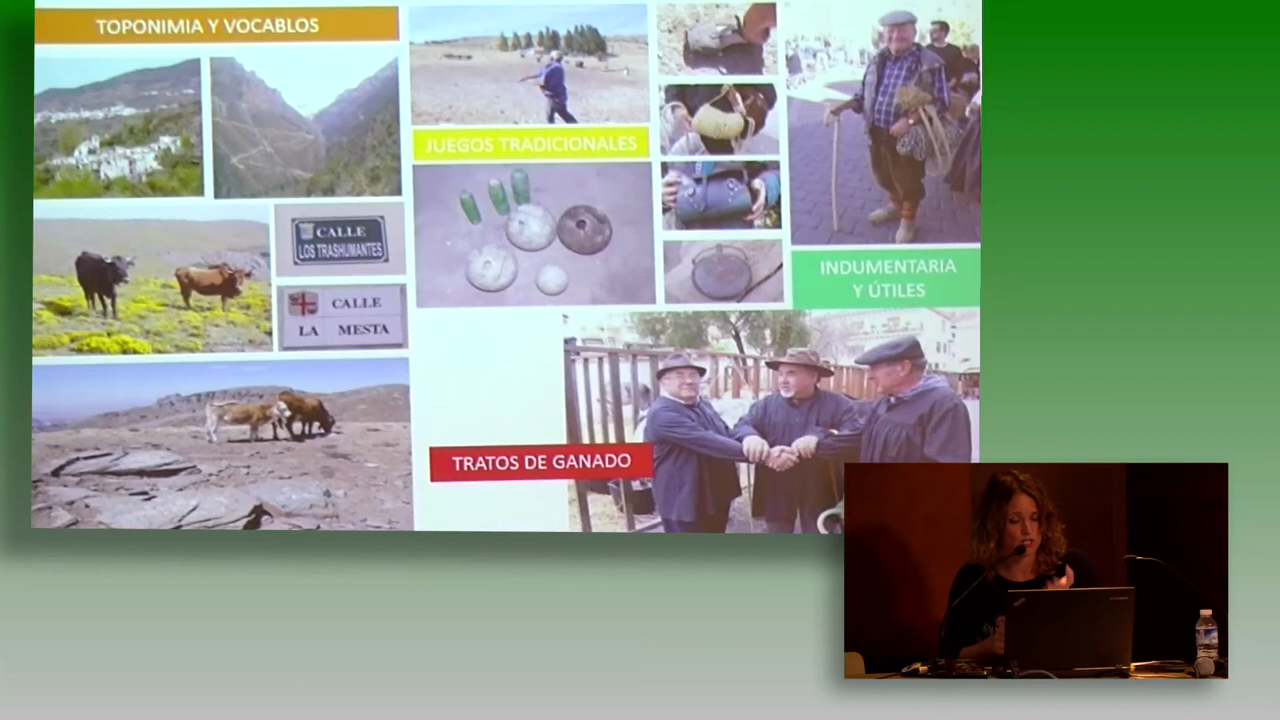 TOPONIMIA Y VOCABLOS
JUEGOS TRADICIONALES
CALLE
LOS TRASHUMANTES
CALLE
LA MESTA
INDUMENTARIA
Y ÚTILES
TRATOS DE GANADO